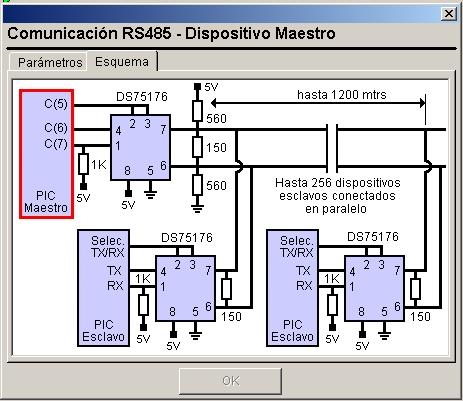 Comunicación RS485 - Dispositivo Maestro
Parámetros Esquema
5V
hasta 1200 mtrs
DS75176
C(5)
2 3
560
C(6)
4 7
C(7)
1
150
1K
6
8 5
560
PIC
Maestro
5V 5V
Hasta 256 dispositivos
esclavos conectados
en paralelo
Selec.
TX/RX
DS75176
2 3
TX
4 7
1K
RX
1
6
8 5
150
PIC
Esclavo
5V
Selec.
TX/RX
DS75176
2 3
TX
4 7
1K
RX
1
6
8 5
150
PIC
Esclavo
5V
OK